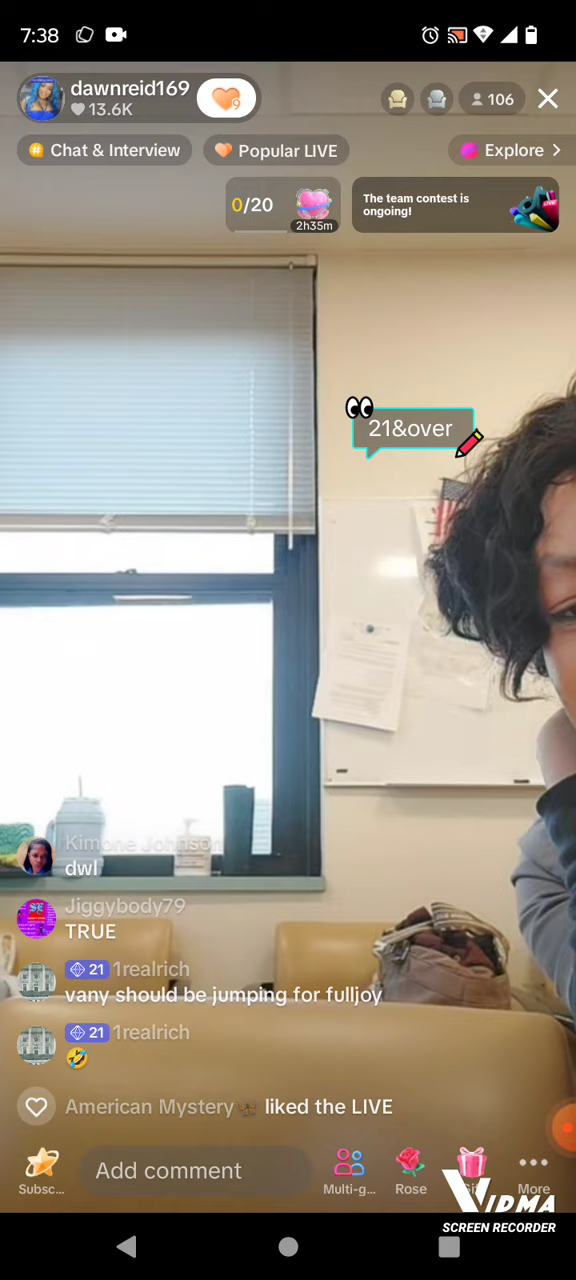 7:38
dawnreid169
13.6K
106
Chat & Interview
Popular LIVE
Explore
0/20
2h35m
The team contest is
ongoing!
21&over
Kimone Johnson
dwl
Jiggybody79
TRUE
21 1realrich
vany should be jumping for fulljoy
21 1realrich
🤣
American Mystery liked the LIVE
Subsc...
Add comment
Multi-g...
Rose
More
VIDMA
SCREEN RECORDER